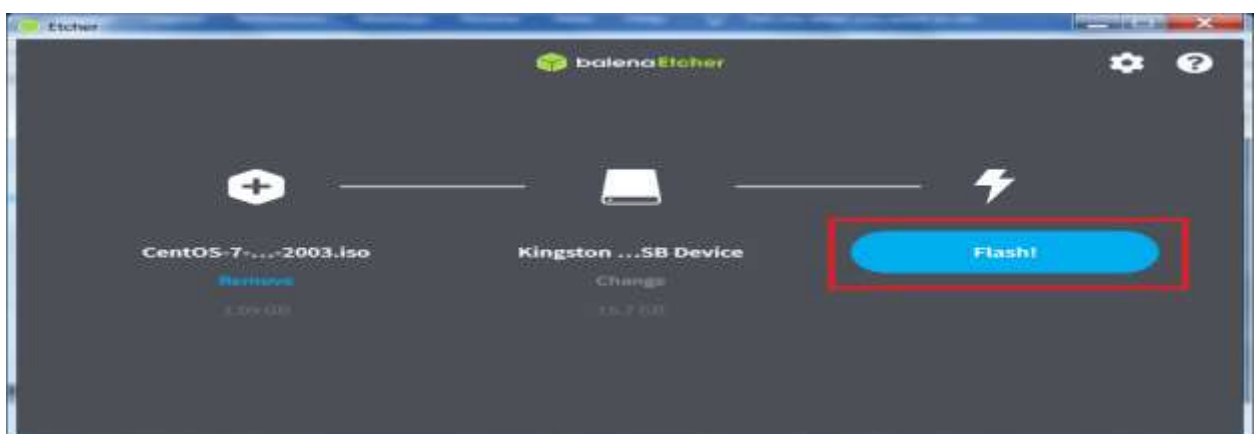 Etcher
balenaEtcher
CentOS-7-...-2003.iso
Kingston ...SB Device
Flash!
Remove
Change